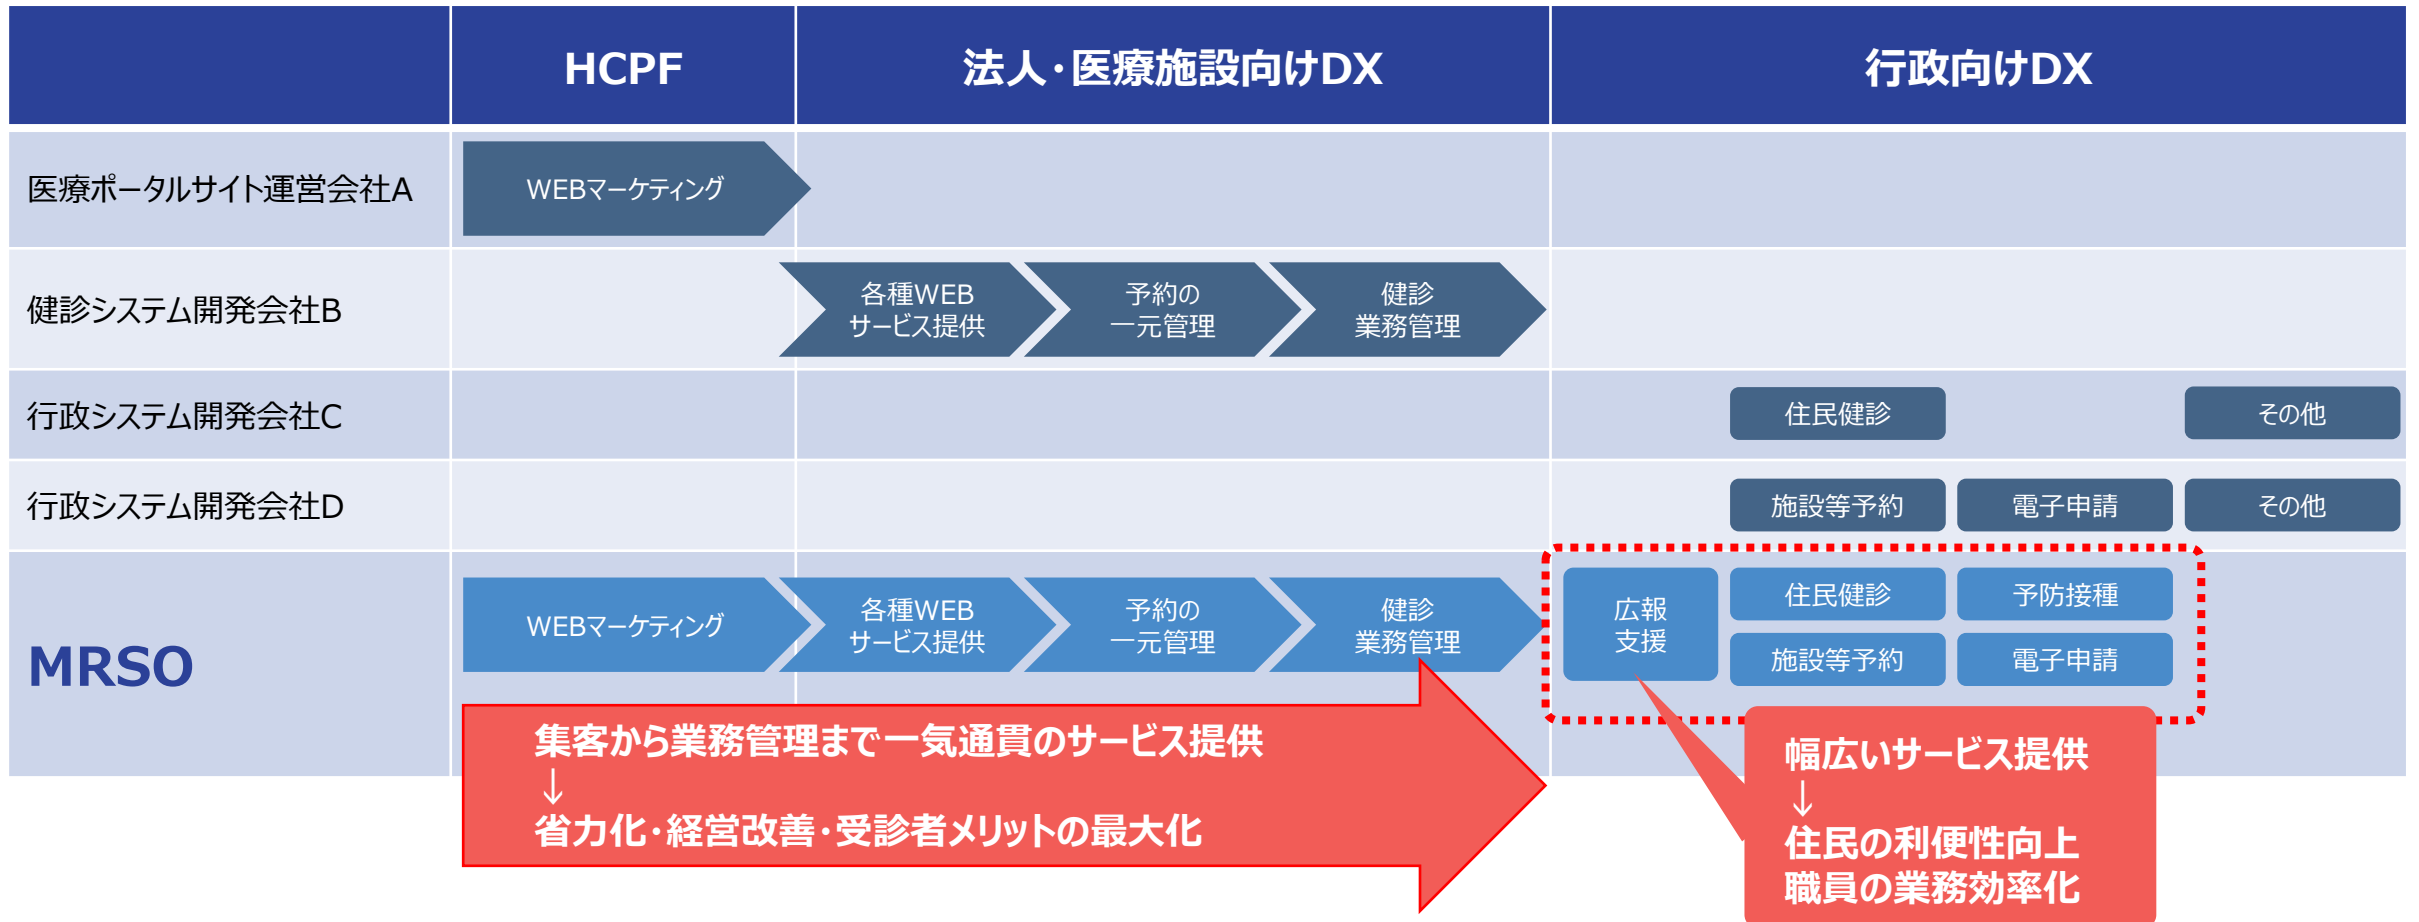 HCPF
法人・医療施設向けDX
行政向けDX
医療ポータルサイト運営会社A
WEBマーケティング
健診システム開発会社B
各種WEB
サービス提供
予約の
一元管理
健診
業務管理
行政システム開発会社C
住民健診
その他
行政システム開発会社D
施設等予約
電子申請
その他
MRSO
WEBマーケティング
各種WEB
サービス提供
予約の
一元管理
健診
業務管理
広報
支援
住民健診
予防接種
施設等予約
電子申請
集客から業務管理まで一気通貫のサービス提供
↓
省力化・経営改善・受診者メリットの最大化
幅広いサービス提供
↓
住民の利便性向上
職員の業務効率化